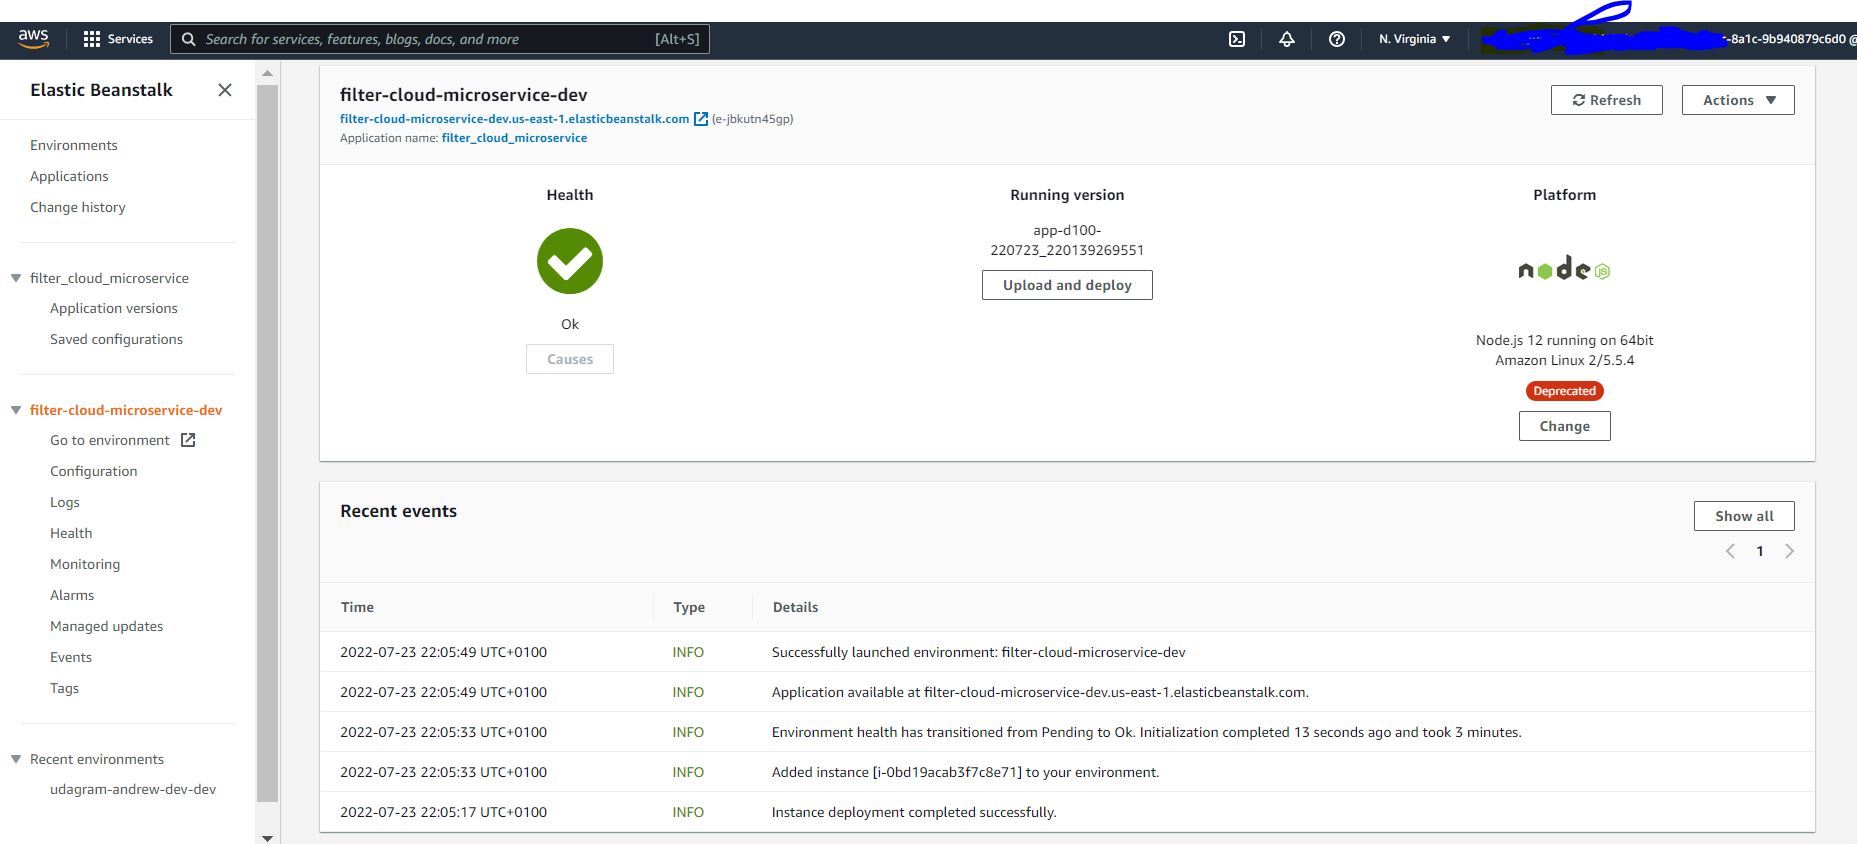 aws
Services
Search for services, features, blogs, docs, and more
[Alt+S]
N. Virginia
-8a1c-9b940879c6d0 @
Elastic Beanstalk
Environments
Applications
Change history
filter_cloud_microservice
Application versions
Saved configurations
filter-cloud-microservice-dev
Go to environment
Configuration
Logs
Health
Monitoring
Alarms
Managed updates
Events
Tags
Recent environments
udagram-andrew-dev-dev
filter-cloud-microservice-dev
filter-cloud-microservice-dev.us-east-1.elasticbeanstalk.com (e-jbkutn45gp)
Application name: filter_cloud_microservice
Refresh
Actions
Health
Ok
Causes
Running version
app-d100-
220723_220139269551
Upload and deploy
Platform
node JS
Node.js 12 running on 64bit
Amazon Linux 2/5.5.4
Deprecated
Change
Recent events
Show all
1
Time Type Details
2022-07-23 22:05:49 UTC+0100 INFO Successfully launched environment: filter-cloud-microservice-dev
2022-07-23 22:05:49 UTC+0100 INFO Application available at filter-cloud-microservice-dev.us-east-1.elasticbeanstalk.com.
2022-07-23 22:05:33 UTC+0100 INFO Environment health has transitioned from Pending to Ok. Initialization completed 13 seconds ago and took 3 minutes.
2022-07-23 22:05:33 UTC+0100 INFO Added instance [i-0bd19acab3f7c8e71] to your environment.
2022-07-23 22:05:17 UTC+0100 INFO Instance deployment completed successfully.